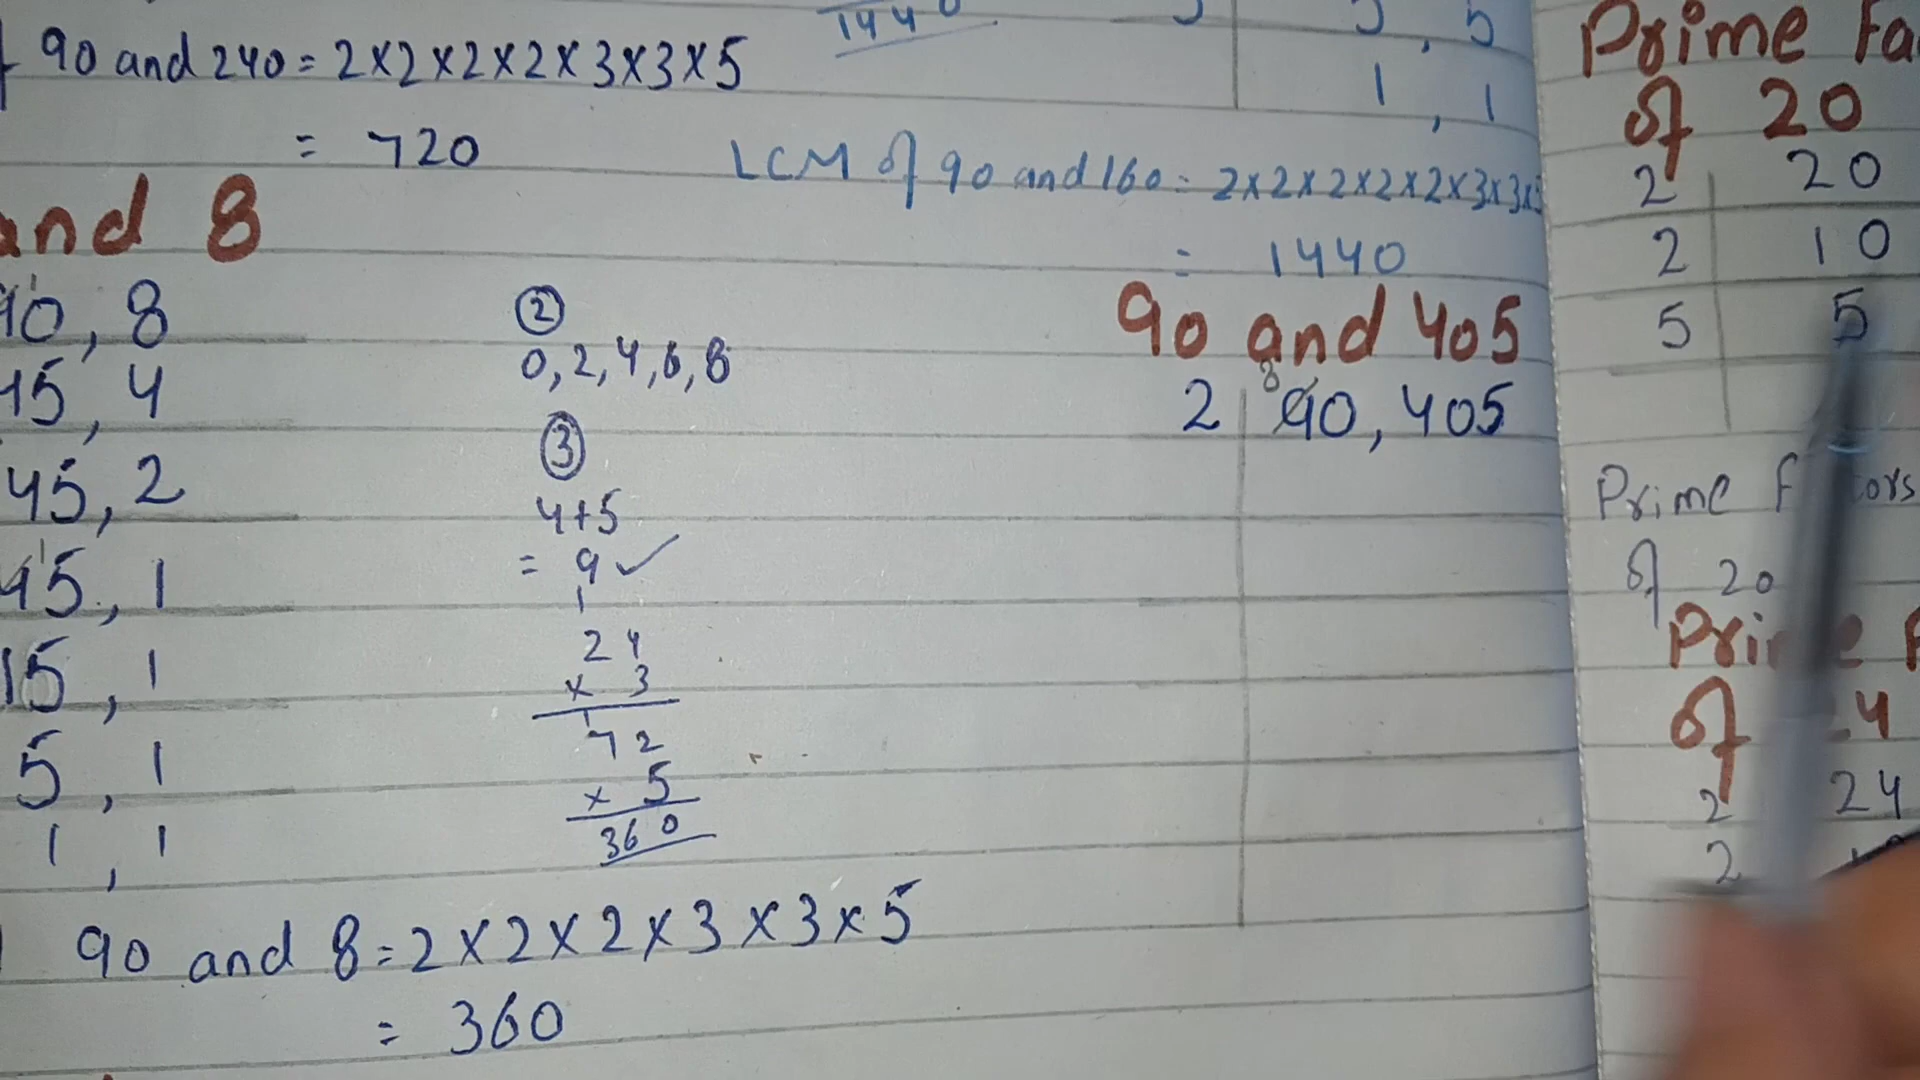 90 and 240 = 2×2×2×2×3×3×5
= 720
and 8
90, 8
45, 4
45, 2
45, 1
15, 1
5, 1
1, 1
90 and 8 = 2×2×2×3×3×5
= 360
②
0, 2, 4, 6, 8
③
4+5
= 9 ✓
1
24
× 3
72
× 5
360
1440
5
1, 1
LCM of 90 and 160 = 2×2×2×2×2×3×3×5
= 1440
90 and 405
2 90, 405
Prime Fa
of 20
2 20
2 10
5 5
Prime
of 20
of
2 24
2